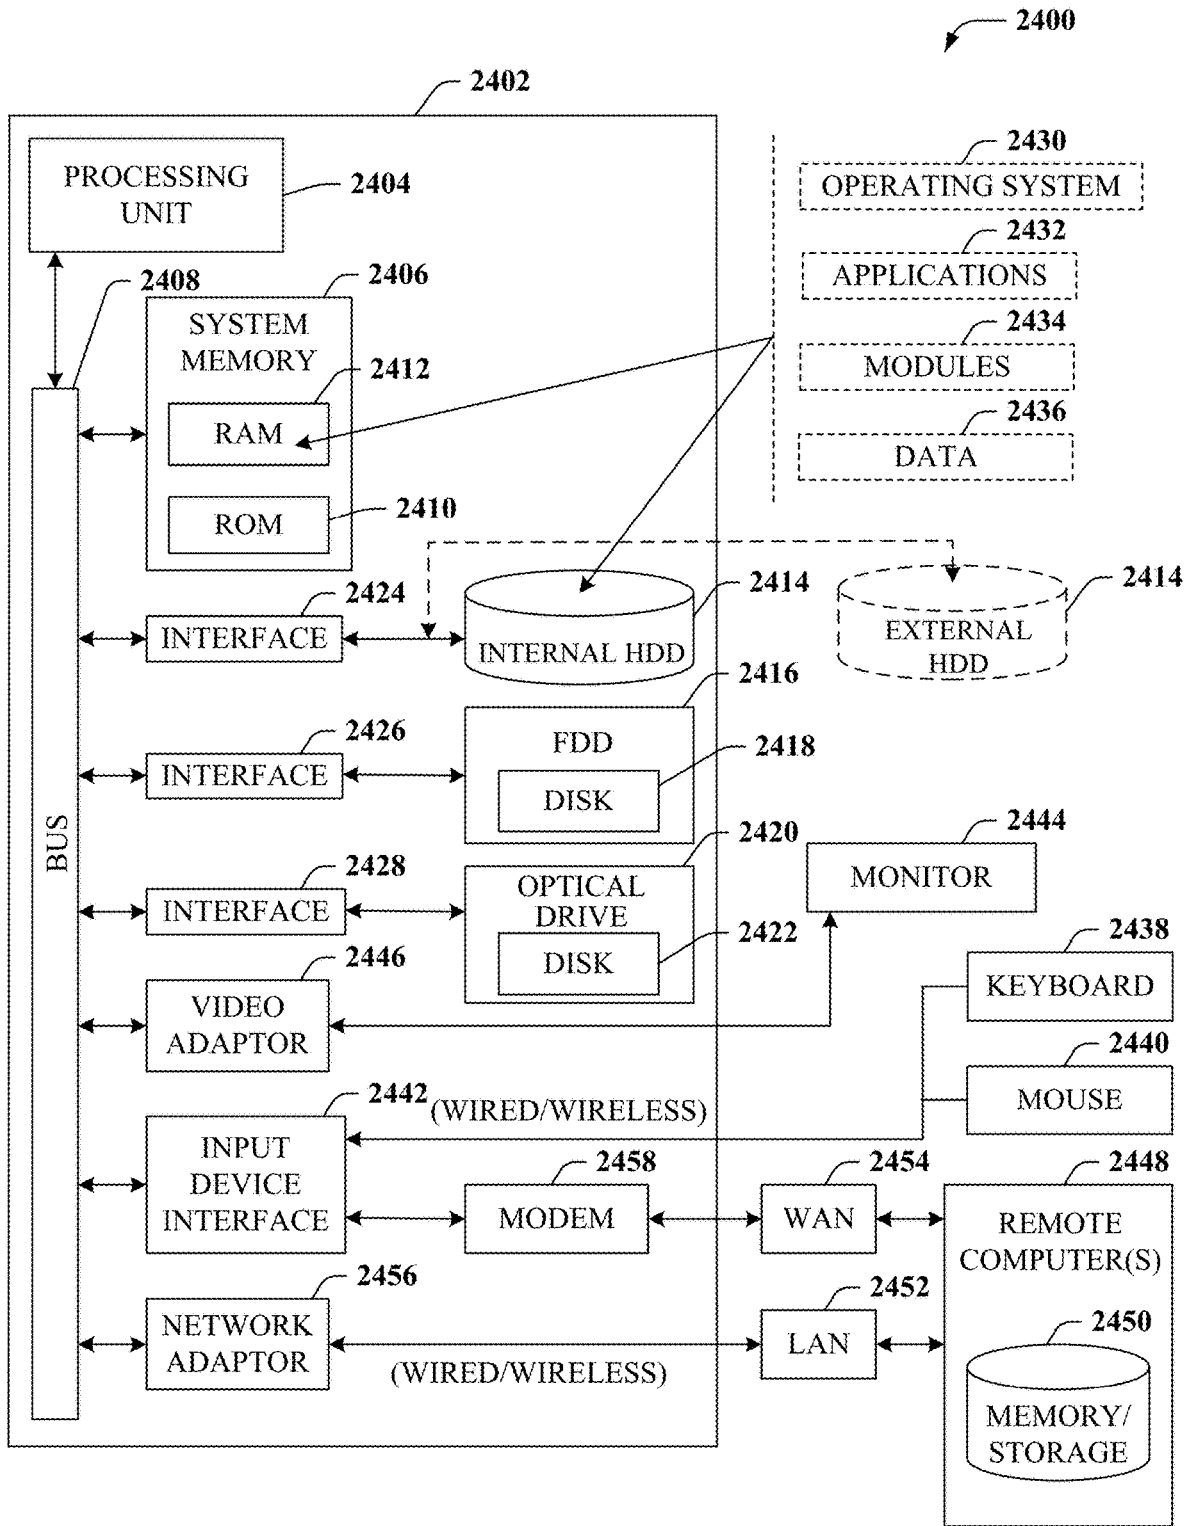 2400
2402
PROCESSING
UNIT
2404
2430
OPERATING SYSTEM
2432
APPLICATIONS
2434
MODULES
2436
DATA
2408
2406
SYSTEM
MEMORY
2412
RAM
2410
ROM
2424
INTERFACE
2414
INTERNAL HDD
2414
EXTERNAL
HDD
2416
FDD
2418
DISK
2426
INTERFACE
BUS
2420
OPTICAL
DRIVE
2422
DISK
2428
INTERFACE
2444
MONITOR
2446
VIDEO
ADAPTOR
2438
KEYBOARD
2440
MOUSE
2442
(WIRED/WIRELESS)
INPUT
DEVICE
INTERFACE
2458
MODEM
2454
WAN
2448
REMOTE
COMPUTER(S)
2456
NETWORK
ADAPTOR
(WIRED/WIRELESS)
2452
LAN
2450
MEMORY/
STORAGE